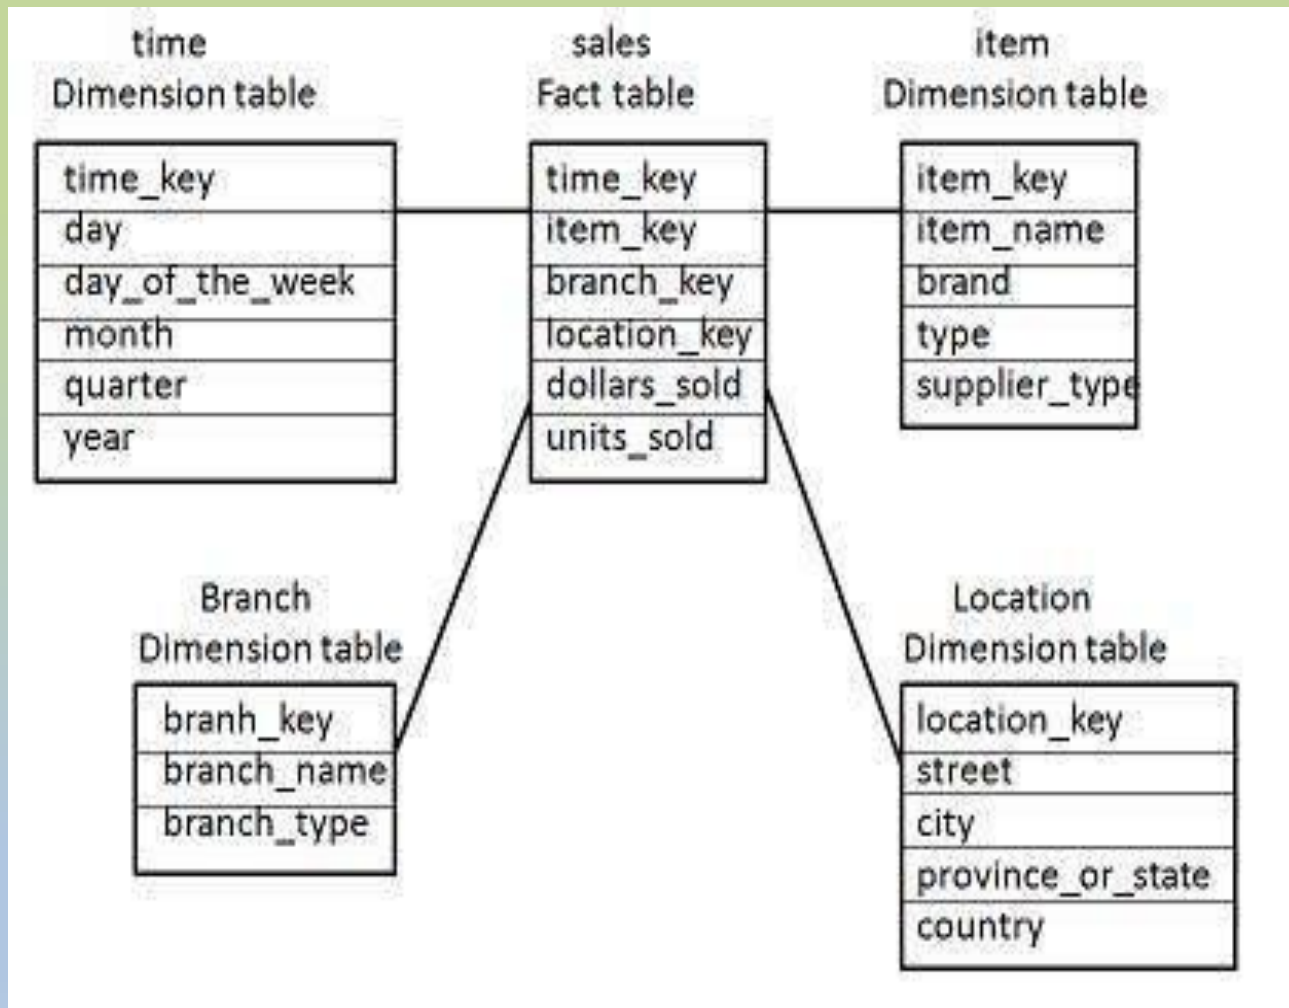 time
Dimension table
time_key
day
day_of_the_week
month
quarter
year
sales
Fact table
time_key
item_key
branch_key
location_key
dollars_sold
units_sold
item
Dimension table
item_key
item_name
brand
type
supplier_type
Branch
Dimension table
branh_key
branch_name
branch_type
Location
Dimension table
location_key
street
city
province_or_state
country